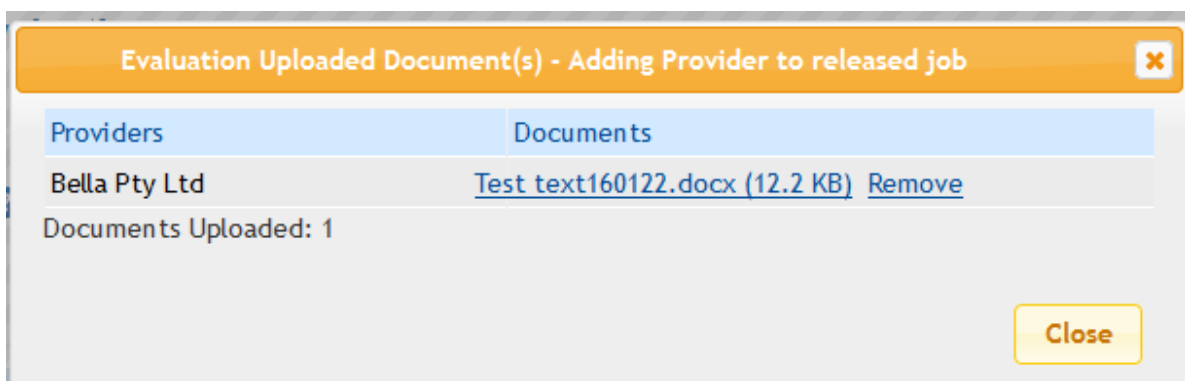 Evaluation Uploaded Document(s) - Adding Provider to released job
Providers Documents
Bella Pty Ltd Test text160122.docx (12.2 KB) Remove
Documents Uploaded: 1
Close